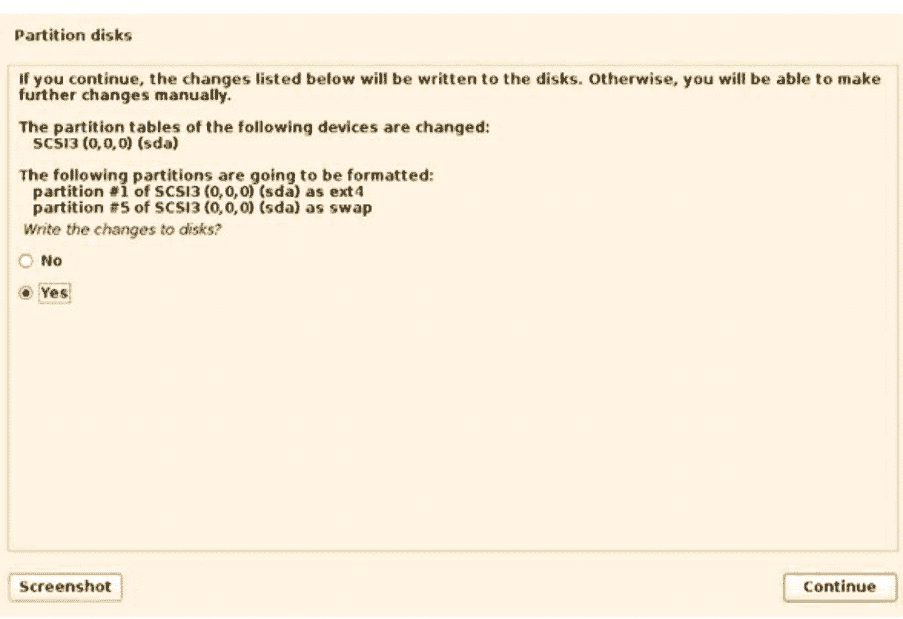 Partition disks
If you continue, the changes listed below will be written to the disks. Otherwise, you will be able to make
further changes manually.
The partition tables of the following devices are changed:
SCSI3 (0,0,0) (sda)
The following partitions are going to be formatted:
partition #1 of SCSI3 (0,0,0) (sda) as ext4
partition #5 of SCSI3 (0,0,0) (sda) as swap
Write the changes to disks?
No
Yes
Screenshot
Continue